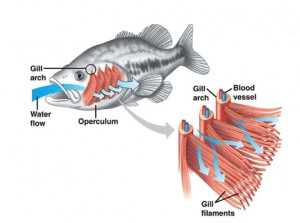 Gill
arch
Water
flow
Operculum
Gill
arch
Blood
vessel
Gill
filaments